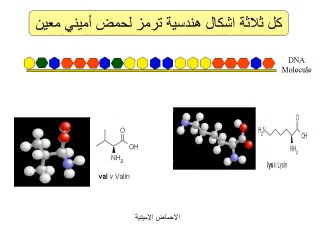 كل ثلاثة اشكال هندسية ترمز لحمض أميني معين
DNA
Molecule
O
OH
NH2
val v Valin
O
H2N
OH
NH2
lys k Lysin
الاحماض الامينية